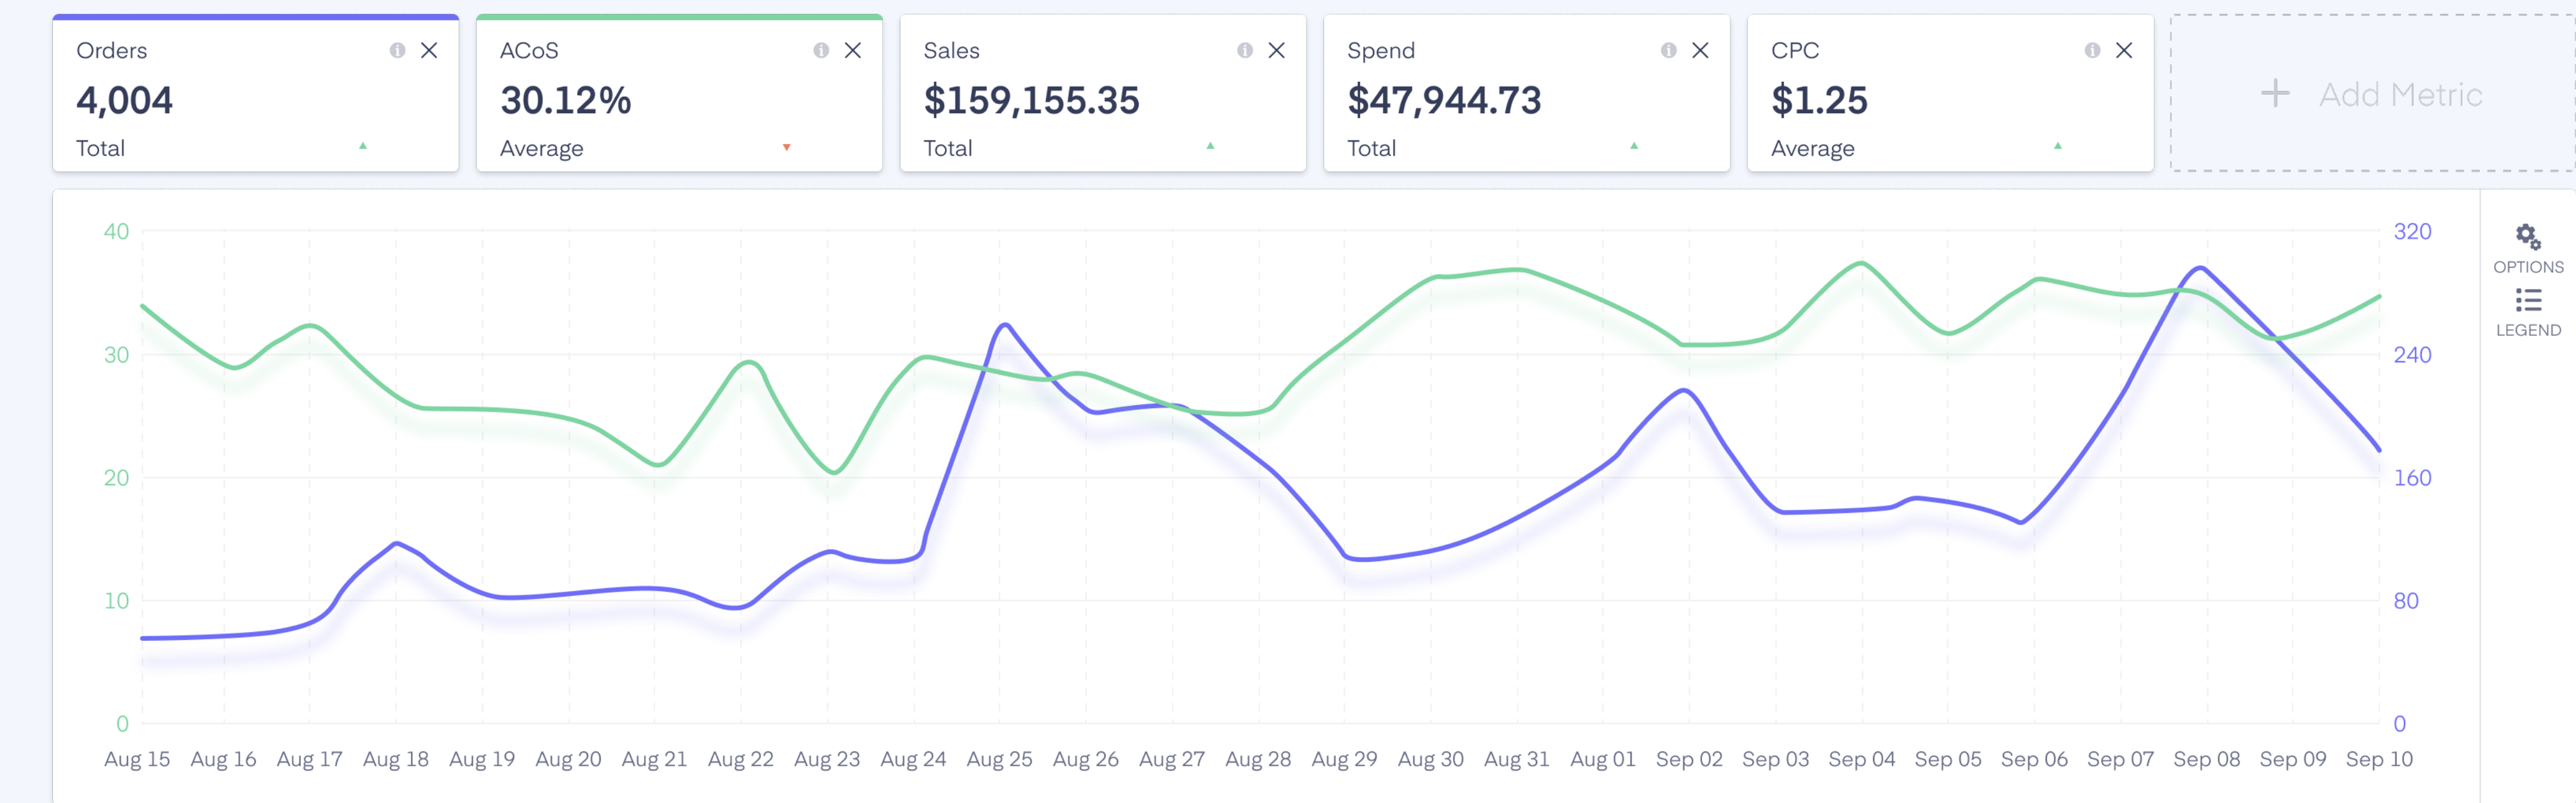 Orders
4,004
Total
ACoS
30.12%
Average
Sales
$159,155.35
Total
Spend
$47,944.73
Total
CPC
$1.25
Average
Add Metric
40
30
20
10
0
320
240
160
80
0
Aug 15 Aug 16 Aug 17 Aug 18 Aug 19 Aug 20 Aug 21 Aug 22 Aug 23 Aug 24 Aug 25 Aug 26 Aug 27 Aug 28 Aug 29 Aug 30 Aug 31 Aug 01 Sep 02 Sep 03 Sep 04 Sep 05 Sep 06 Sep 07 Sep 08 Sep 09 Sep 10
OPTIONS
LEGEND